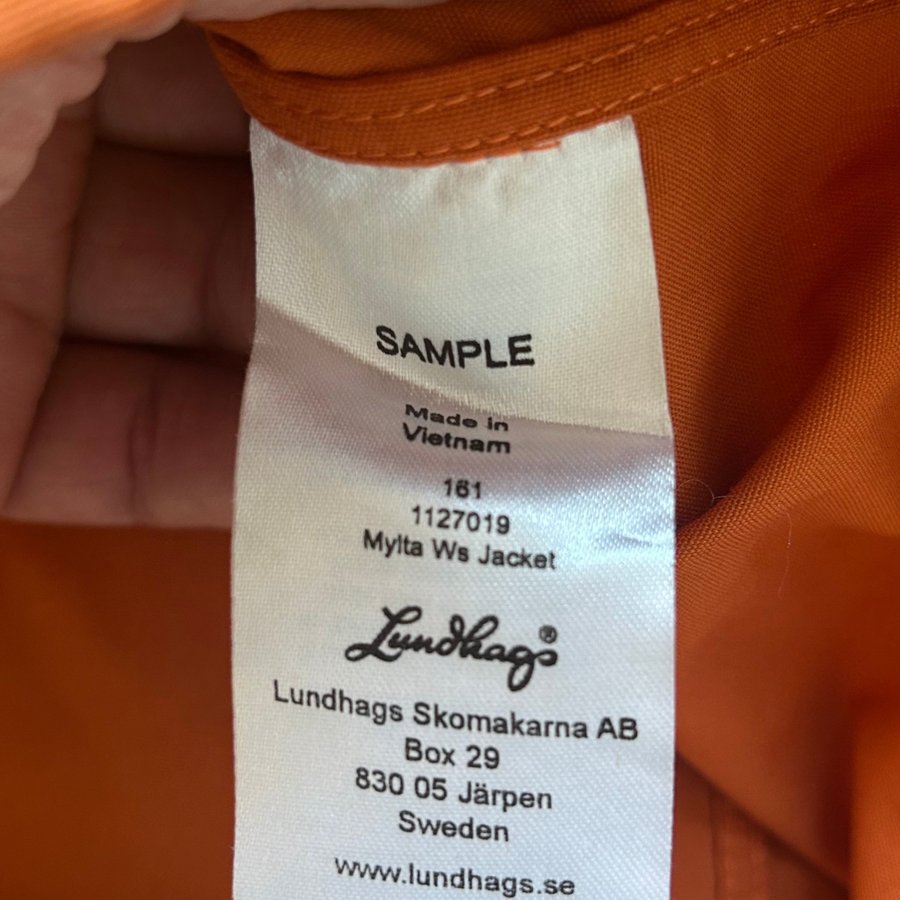 SAMPLE
Made in
Vietnam
161
1127019
Mylta Ws Jacket
Lundhags®
Lundhags Skomakarna AB
Box 29
830 05 Järpen
Sweden
www.lundhags.se